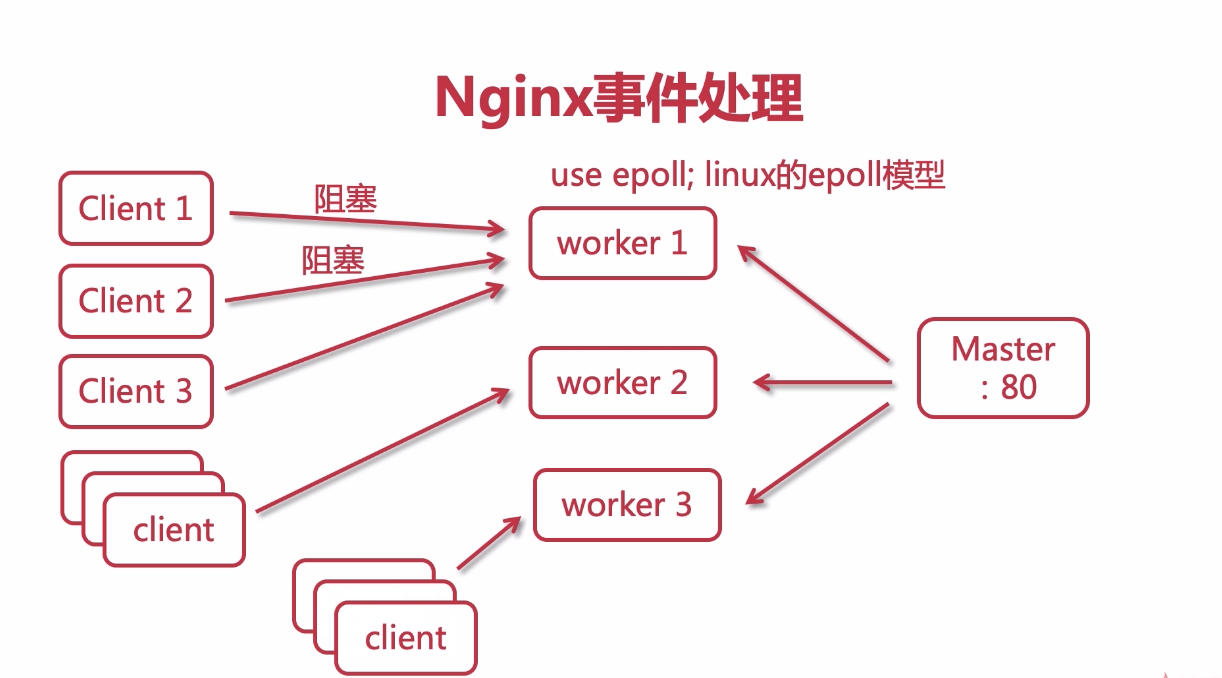 Nginx事件处理
use epoll; linux的epoll模型
Client 1
阻塞
worker 1
阻塞
Client 2
Client 3
worker 2
Master
：80
worker 3
client
client